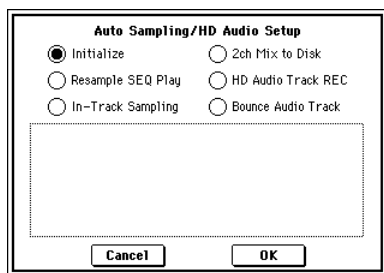 Auto Sampling/HD Audio Setup
Initialize
2ch Mix to Disk
Resample SEQ Play
HD Audio Track REC
In-Track Sampling
Bounce Audio Track
Cancel
OK